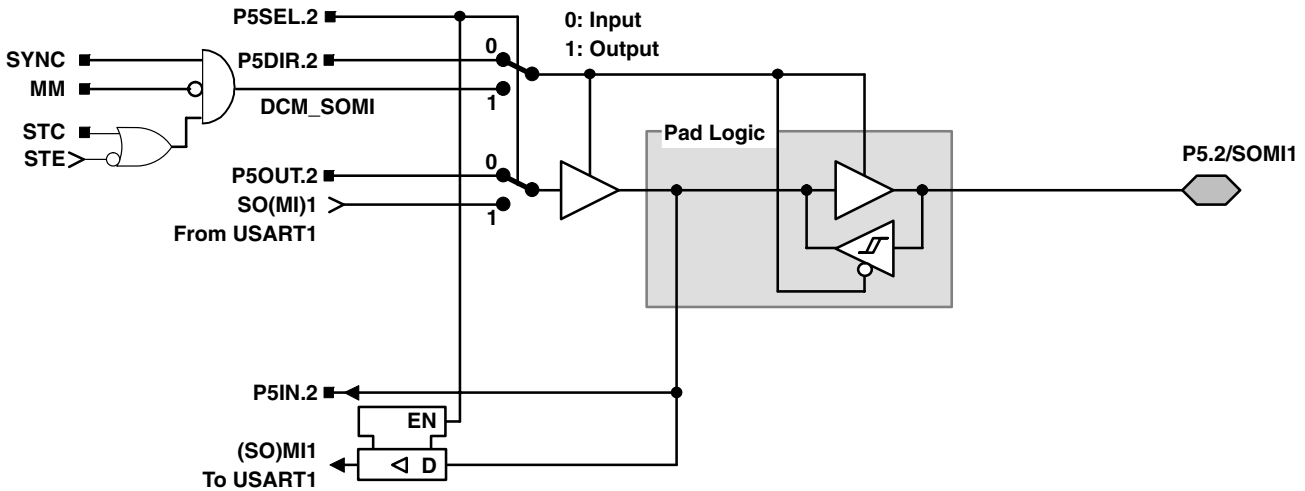 P5SEL.2
0: Input
1: Output
SYNC
P5DIR.2
0
MM
DCM_SOMI
1
STC
STE
Pad Logic
P5OUT.2
0
P5.2/SOMI1
SO(MI)1
1
From USART1
P5IN.2
EN
(SO)MI1
D
To USART1